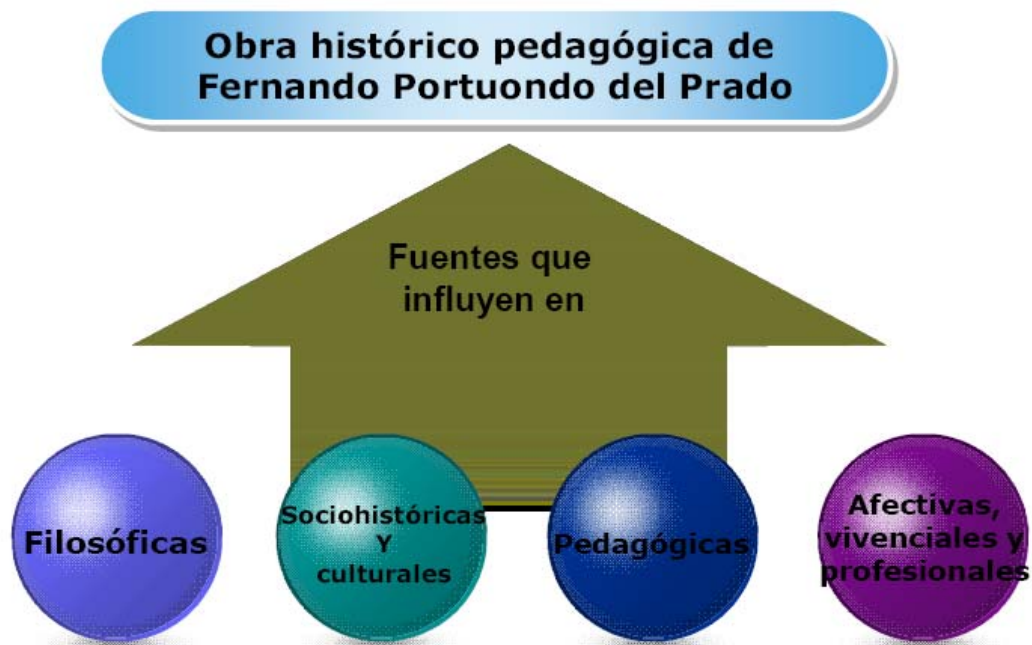 Obra histórico pedagógica de
Fernando Portuondo del Prado
Fuentes que
influyen en
Filosóficas
Sociohistóricas
Y
culturales
Pedagógicas
Afectivas,
vivenciales y
profesionales